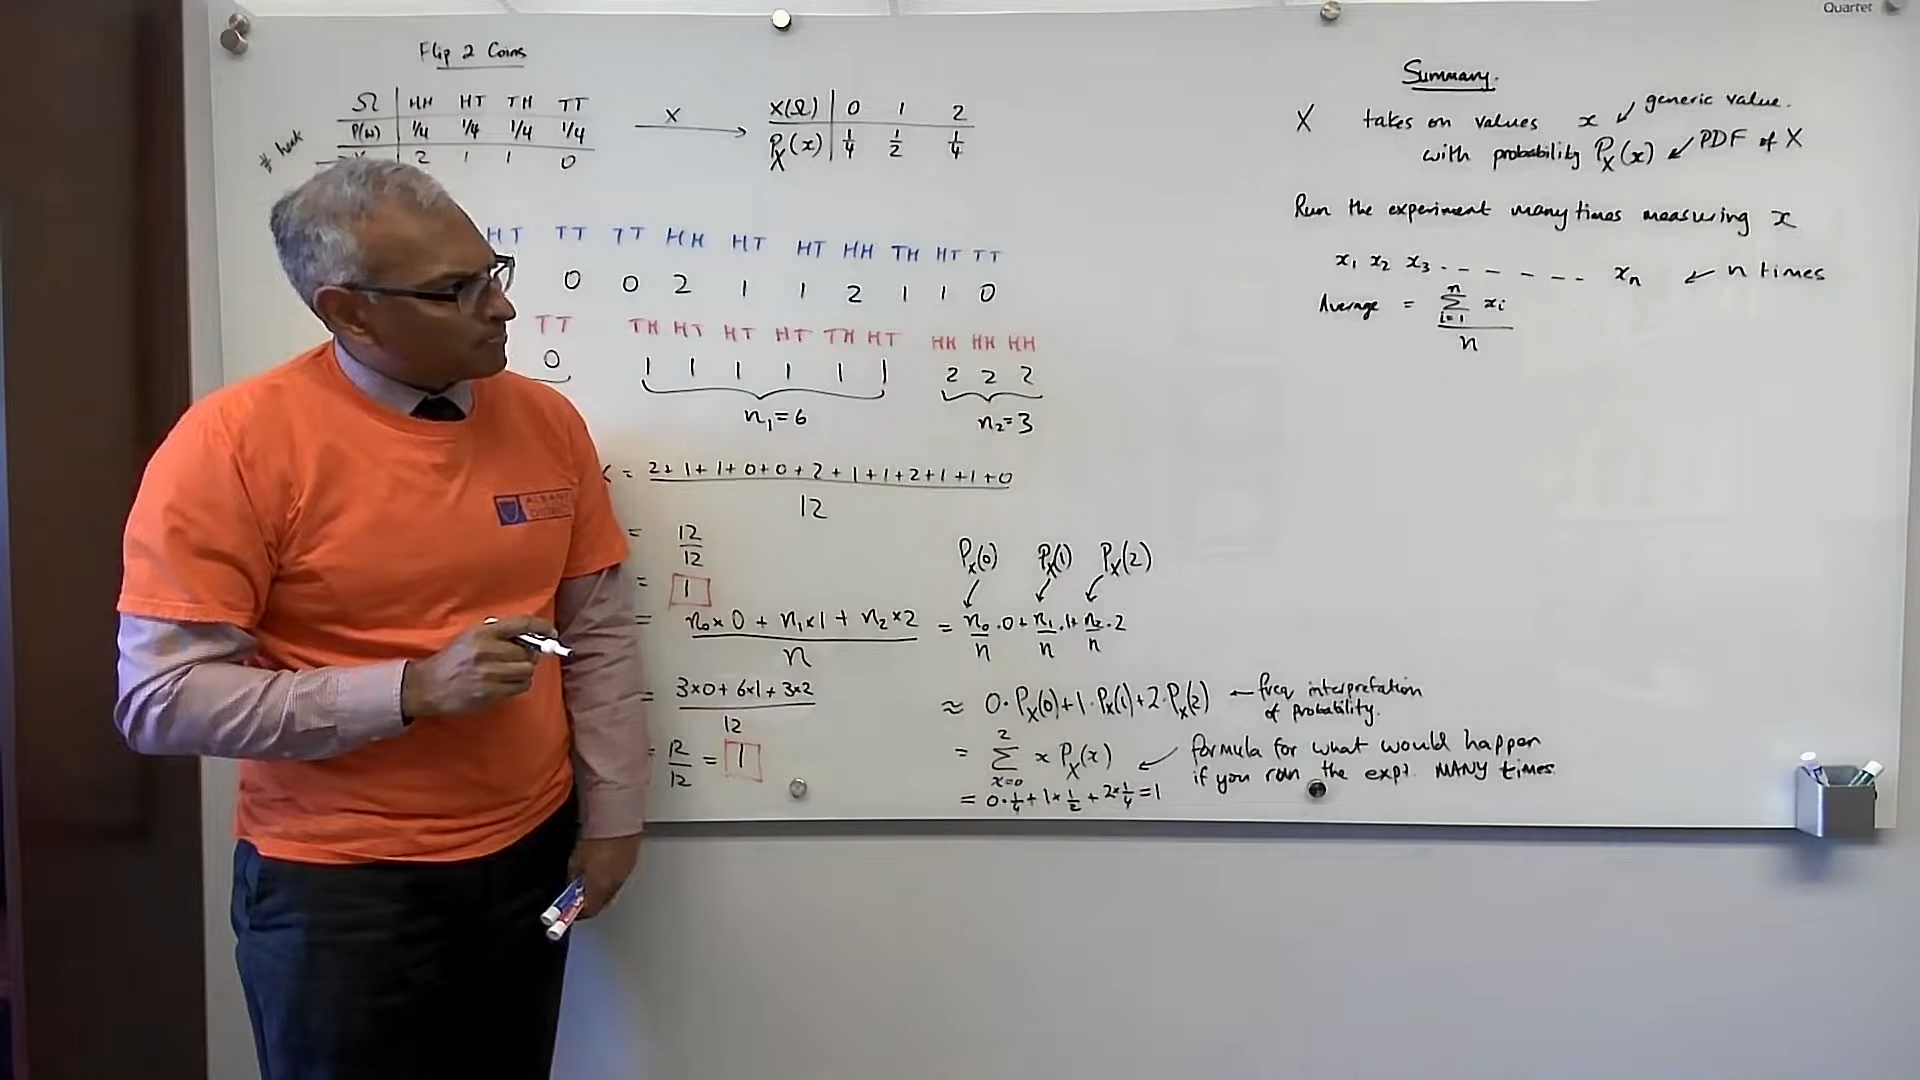 Quartet
Flip 2 Coins
Ω HH HT TH TT
P(ω) 1/4 1/4 1/4 1/4
2 1 1 0
X
X(Ω) 0 1 2
P_X(x) 1/4 1/2 1/4
HT TT TT HH HT HT HH TH HT TT
0 0 2 1 1 2 1 1 0
TT TH HT HT HT TH HT HH HH HH
0 1 1 1 1 1 1 2 2 2
n₁=6 n₂=3
= 2+1+1+0+0+2+1+1+2+1+1+0
12
= 12/12
= 1
= n₀×0 + n₁×1 + n₂×2
n
= 3×0+6×1+3×2
12
= 12/12 = 1
P_X(0) P_X(1) P_X(2)
= n₀/n·0 + n₁/n·1 + n₂/n·2
≈ 0·P_X(0)+1·P_X(1)+2·P_X(2) ← freq interpretation
of probability.
= Σ_{x=0}^{2} x P_X(x) ← formula for what would happen
if you ran the expt. MANY times.
= 0·1/4 + 1×1/2 + 2×1/4 = 1
Summary.
X takes on values x ← generic value.
with probability P_X(x) ← PDF of X
Run the experiment many times measuring x
x₁ x₂ x₃ . - - - - - - xₙ ← n times
Average = Σ_{i=1}^{n} xᵢ
n
ALBANY